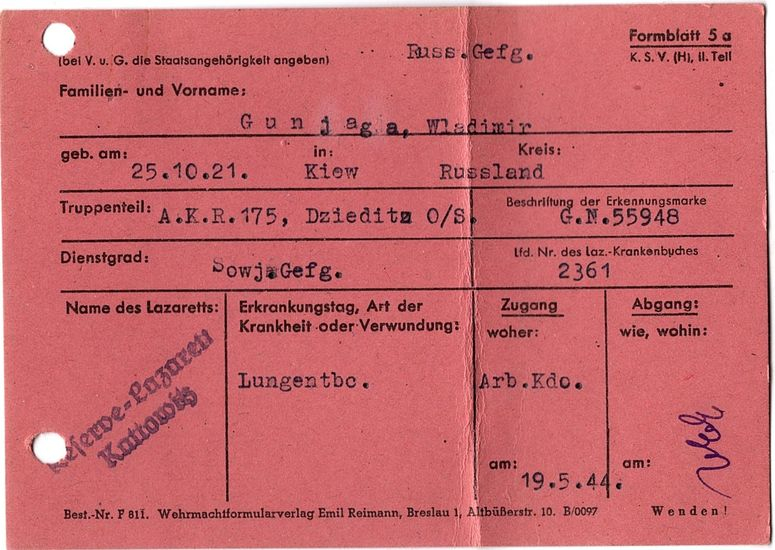 Formblatt 5 a
K. S. V. (H), II. Teil
(bei V. u. G. die Staatsangehörigkeit angeben) Russ.Gefg.
Familien- und Vorname:
Gunjaga, Wladimir
geb. am: in: Kreis:
25.10.21. Kiew Russland
Truppenteil: A.K.R.175, Dzieditz O/S.
Beschriftung der Erkennungsmarke
G.N.55948
Dienstgrad: Sowj.Gefg.
Lfd. Nr. des Laz.-Krankenbuches
2361
Name des Lazaretts:
Reserve-Lazarett
Kattowitz
Erkrankungstag, Art der
Krankheit oder Verwundung:
Lungentbc.
Zugang
woher:
Arb.Kdo.
am: 19.5.44.
Abgang:
wie, wohin:
am:
Best.-Nr. F 811. Wehrmachtformularverlag Emil Reimann, Breslau 1, Altbüßerstr. 10. B/0097 Wenden!